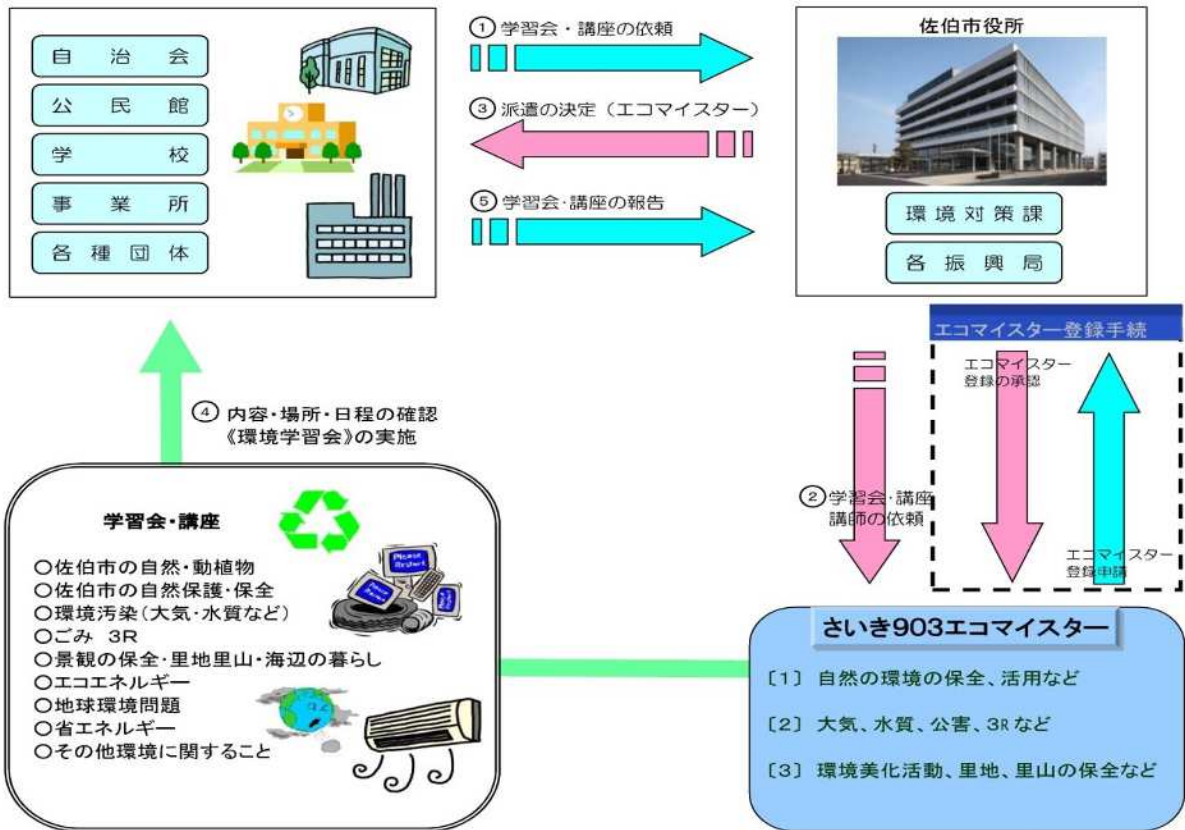 自治会
公民館
学校
事業所
各種団体
① 学習会・講座の依頼
③ 派遣の決定（エコマイスター）
⑤ 学習会・講座の報告
佐伯市役所
環境対策課
各振興局
エコマイスター登録手続
エコマイスター
登録の承認
エコマイスター
登録申請
② 学習会・講座
講師の依頼
④ 内容・場所・日程の確認
《環境学習会》の実施
学習会・講座
○佐伯市の自然・動植物
○佐伯市の自然保護・保全
○環境汚染（大気・水質など）
○ごみ 3R
○景観の保全・里地里山・海辺の暮らし
○エコエネルギー
○地球環境問題
○省エネルギー
○その他環境に関すること
Please
Restart
さいき903エコマイスター
［1］ 自然の環境の保全、活用など
［2］ 大気、水質、公害、3Rなど
［3］ 環境美化活動、里地、里山の保全など